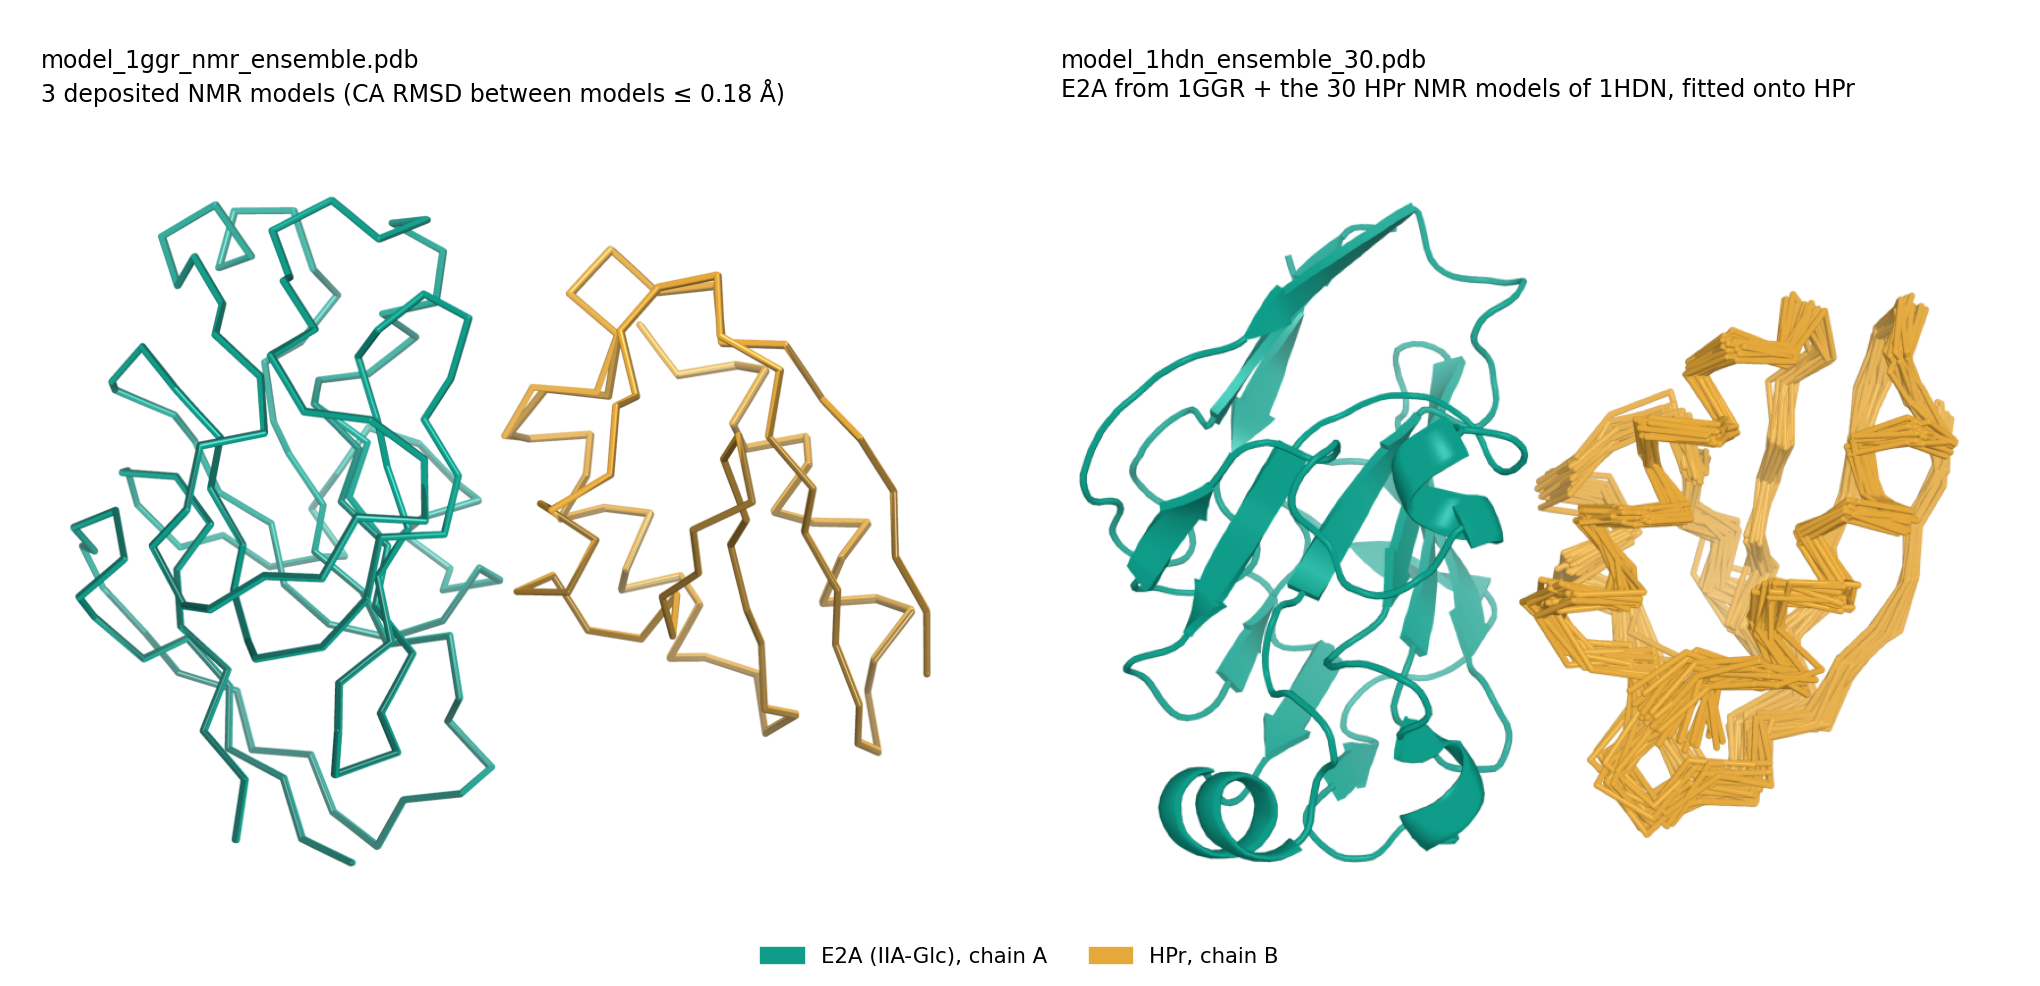 model_1ggr_nmr_ensemble.pdb
3 deposited NMR models (CA RMSD between models ≤ 0.18 Å)
model_1hdn_ensemble_30.pdb
E2A from 1GGR + the 30 HPr NMR models of 1HDN, fitted onto HPr
E2A (IIA-Glc), chain A
HPr, chain B